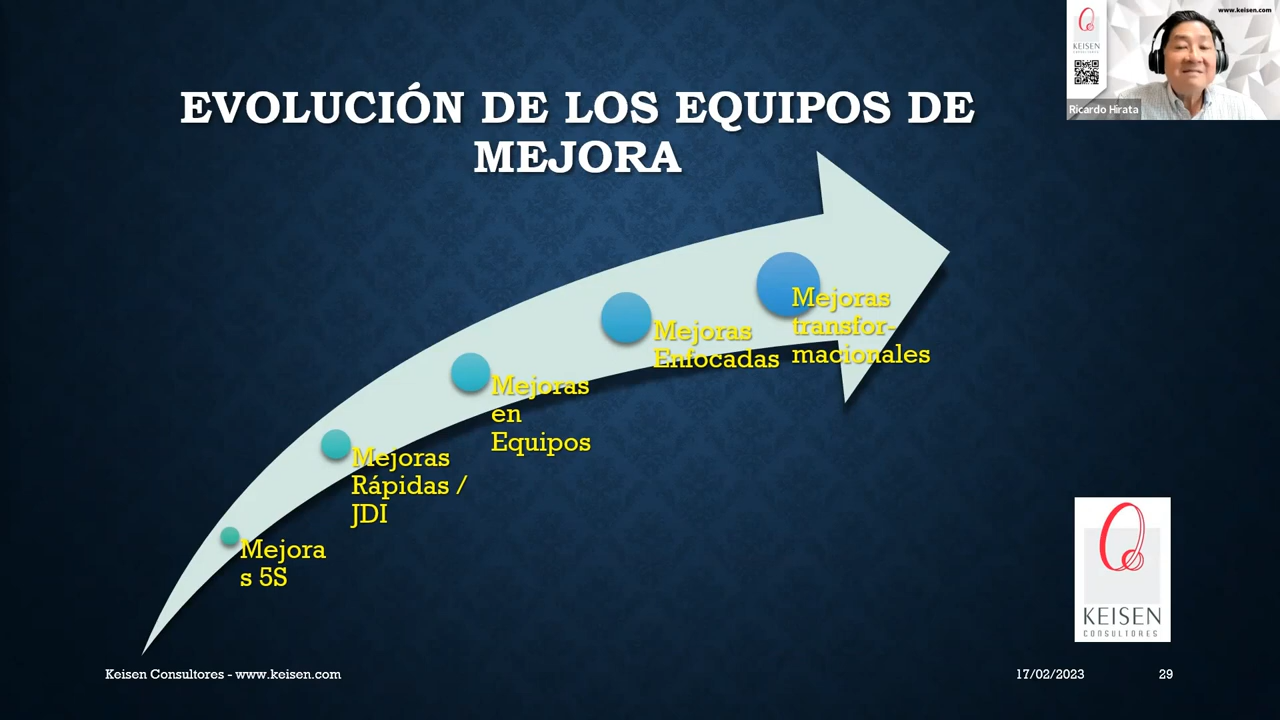 www.keisen.com
KEISEN
CONSULTORES
Ricardo Hirata
EVOLUCIÓN DE LOS EQUIPOS DE
MEJORA
Mejora
s 5S
Mejoras
Rápidas /
JDI
Mejoras
en
Equipos
Mejoras
Enfocadas
Mejoras
transfor-
macionales
KEISEN
CONSULTORES
Keisen Consultores - www.keisen.com
17/02/2023
29